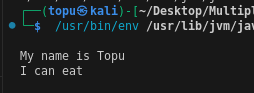 ┌──(topu㉿kali)-[~/Desktop/Multipl
└─$ /usr/bin/env /usr/lib/jvm/jav
My name is Topu
I can eat